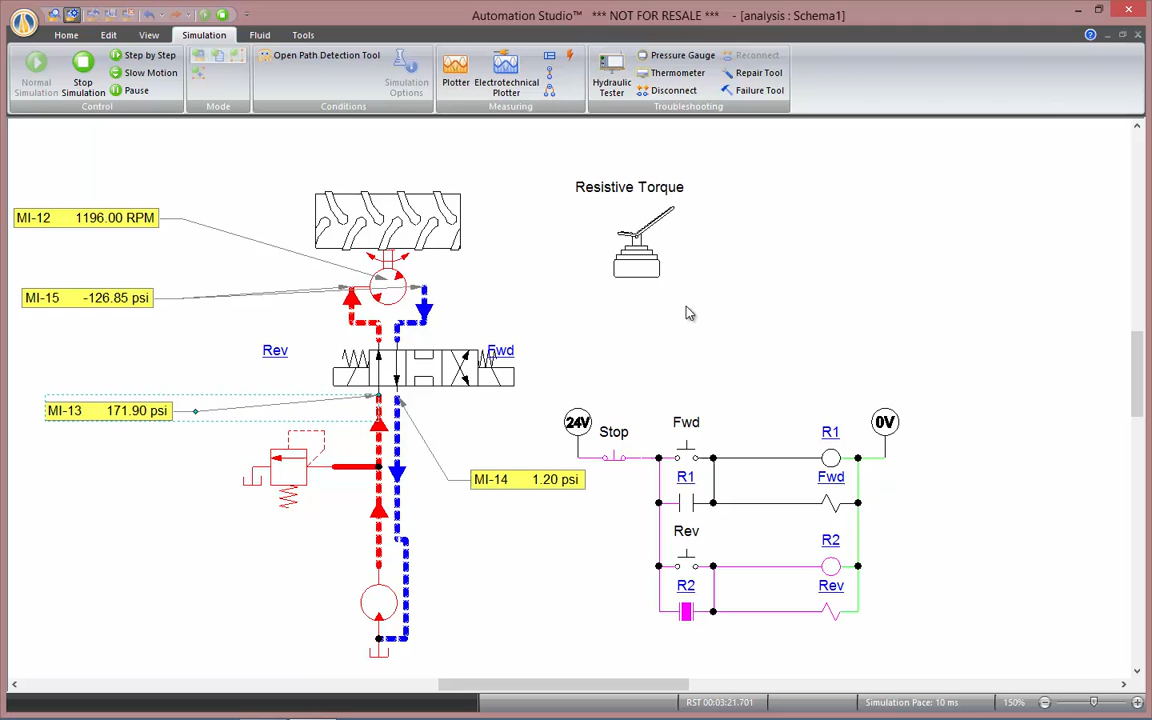 Automation Studio™ *** NOT FOR RESALE *** - [analysis : Schema1]
Home Edit View Simulation Fluid Tools
Normal Simulation
Stop Simulation
Step by Step
Slow Motion
Pause
Control
Mode
Open Path Detection Tool
Simulation Options
Conditions
Plotter
Electrotechnical Plotter
Measuring
Hydraulic Tester
Pressure Gauge
Thermometer
Disconnect
Reconnect
Repair Tool
Failure Tool
Troubleshooting
Resistive Torque
MI-12 1196.00 RPM
MI-15 -126.85 psi
Rev
Fwd
MI-13 171.90 psi
MI-14 1.20 psi
24V
0V
Stop
Fwd
R1
R1
Fwd
Rev
R2
R2
Rev
RST 00:03:21.701
Simulation Pace: 10 ms
150%